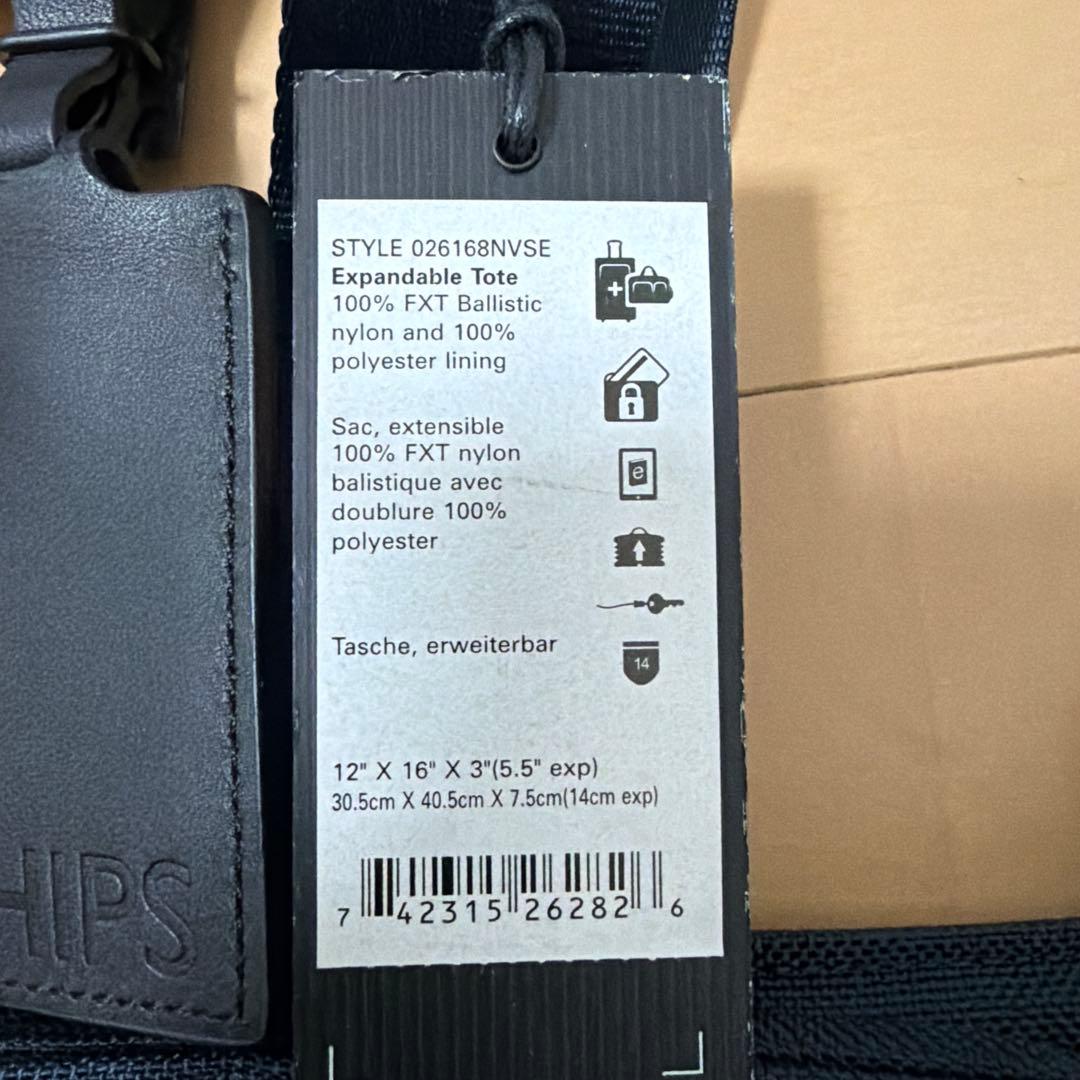 STYLE 026168NVSE
Expandable Tote
100% FXT Ballistic
nylon and 100%
polyester lining
Sac, extensible
100% FXT nylon
balistique avec
doublure 100%
polyester
Tasche, erweiterbar
12" X 16" X 3"(5.5" exp)
30.5cm X 40.5cm X 7.5cm(14cm exp)
7 42315 26282 6
e
14
HIPS